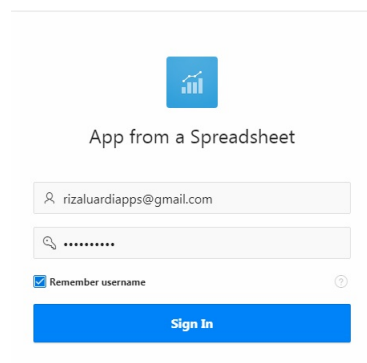 App from a Spreadsheet
rizaluardiapps@gmail.com
••••••••••
Remember username
?
Sign In